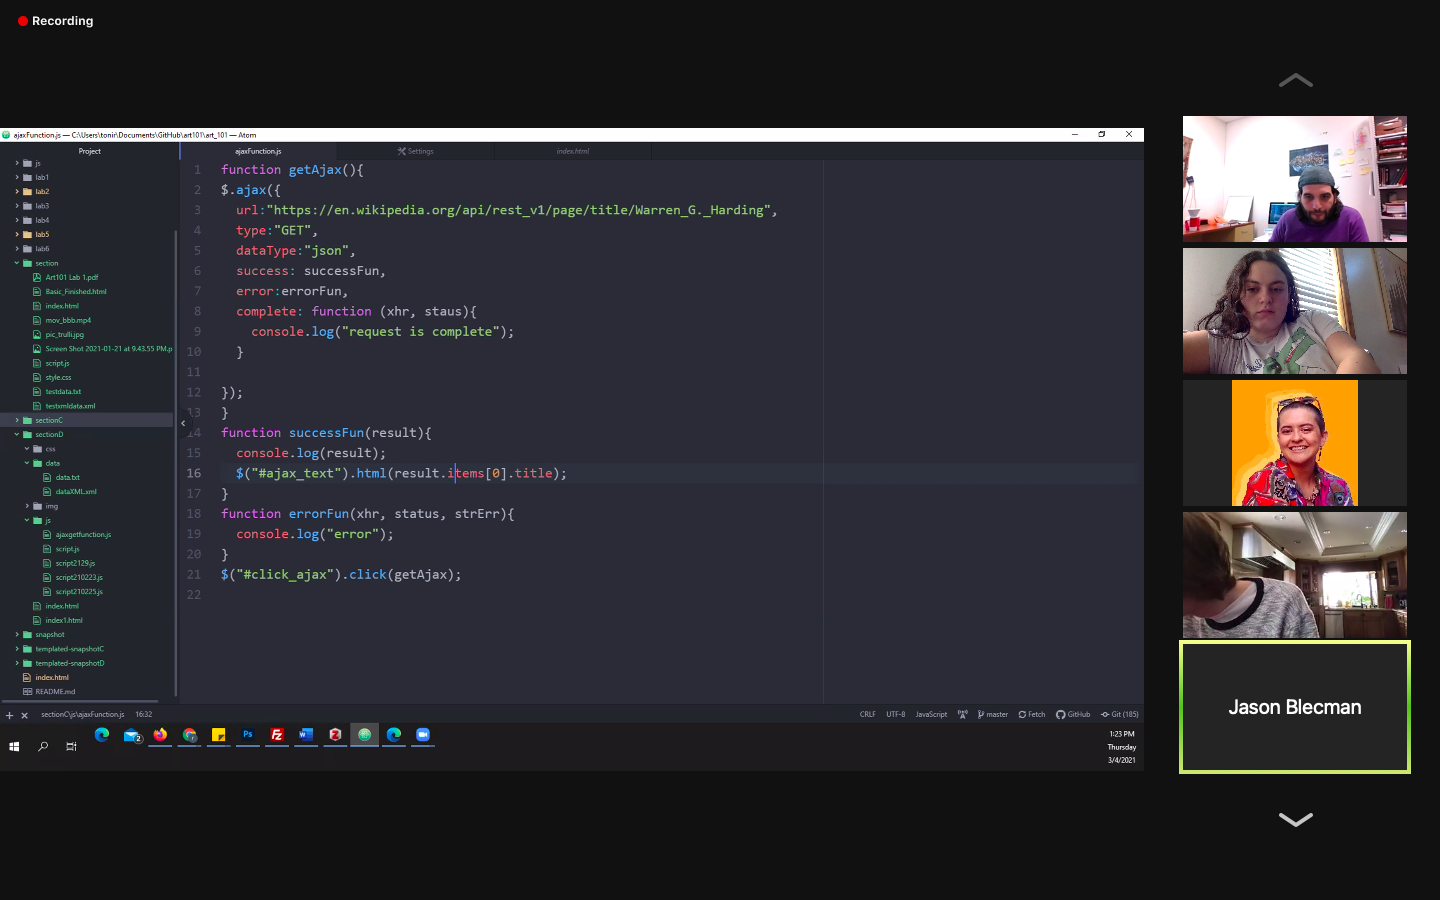 Recording
ajaxFunction.js — C:\Users\tonir\Documents\GitHub\art101\art_101 — Atom
Project
js
lab1
lab2
lab3
lab4
lab5
lab6
section
Art101 Lab 1.pdf
Basic_Finished.html
index.html
mov_bbb.mp4
pic_trulli.jpg
Screen Shot 2021-01-21 at 9.43.55 PM.p
script.js
style.css
testdata.txt
testxmldata.xml
sectionC
sectionD
css
data
data.txt
dataXML.xml
img
js
ajaxgetfunction.js
script.js
script2129.js
script210223.js
script210225.js
index.html
index1.html
snapshot
templated-snapshotC
templated-snapshotD
index.html
README.md
ajaxFunction.js
Settings
index.html
1 function getAjax(){
2 $.ajax({
3 url:"https://en.wikipedia.org/api/rest_v1/page/title/Warren_G._Harding",
4 type:"GET",
5 dataType:"json",
6 success: successFun,
7 error:errorFun,
8 complete: function (xhr, staus){
9 console.log("request is complete");
10 }
11
12 });
13 }
14 function successFun(result){
15 console.log(result);
16 $("#ajax_text").html(result.items[0].title);
17 }
18 function errorFun(xhr, status, strErr){
19 console.log("error");
20 }
21 $("#click_ajax").click(getAjax);
22
sectionC\js\ajaxFunction.js 16:32
CRLF UTF-8 JavaScript master Fetch GitHub Git (185)
2
Ps
1:23 PM
Thursday
3/4/2021
Jason Blecman